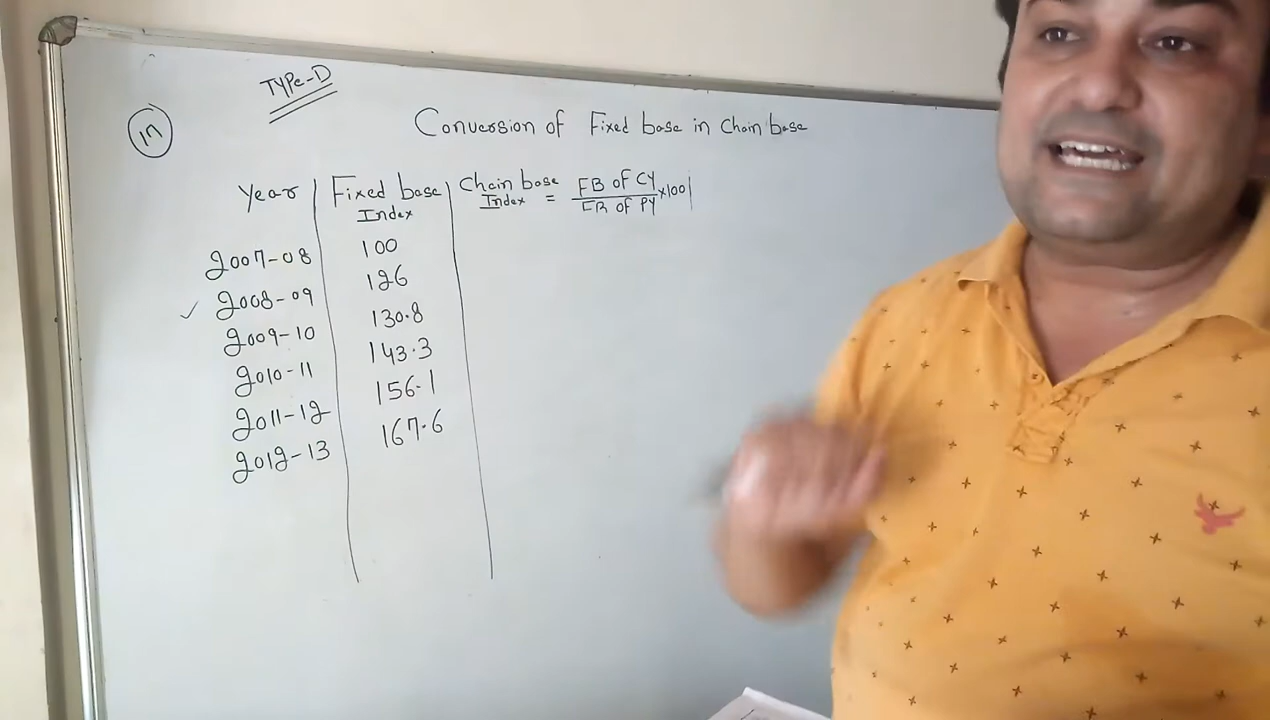 TYPe-D
17
Conversion of Fixed base in Chain base
Year Fixed base Index Chain base Index = FB of CY / FB of PY ×100
2007-08 100
2008-09 126
2009-10 130.8
2010-11 143.3
2011-12 156.1
2012-13 167.6